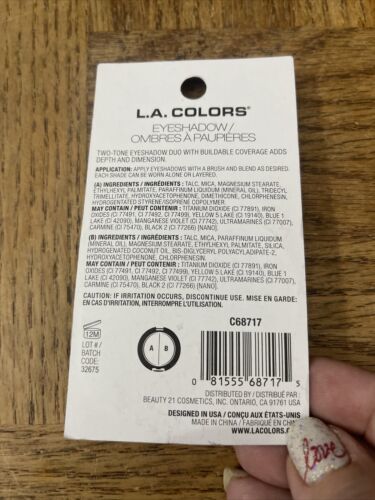 L.A. COLORS®
EYESHADOW/
OMBRES À PAUPIÈRES
TWO-TONE EYESHADOW DUO WITH BUILDABLE COVERAGE ADDS
DEPTH AND DIMENSION.
APPLICATION: APPLY EYESHADOWS WITH A BRUSH AND BLEND AS DESIRED.
EACH SHADE CAN BE WORN ALONE OR LAYERED.
(A) INGREDIENTS / INGRÉDIENTS : TALC, MICA, MAGNESIUM STEARATE,
ETHYLHEXYL PALMITATE, PARAFFINUM LIQUIDUM (MINERAL OIL), TRIDECYL
TRIMELLITATE, HYDROXYACETOPHENONE, DIMETHICONE, CHLORPHENESIN,
HYDROGENATED STYRENE/ISOPRENE COPOLYMER.
MAY CONTAIN / PEUT CONTENIR : TITANIUM DIOXIDE (CI 77891), IRON
OXIDES (CI 77491, CI 77492, CI 77499), YELLOW 5 LAKE (CI 19140), BLUE 1
LAKE (CI 42090), MANGANESE VIOLET (CI 77742), ULTRAMARINES (CI 77007),
CARMINE (CI 75470), BLACK 2 (CI 77266) [NANO].
(B) INGREDIENTS / INGRÉDIENTS : TALC, MICA, PARAFFINUM LIQUIDUM
(MINERAL OIL), MAGNESIUM STEARATE, ETHYLHEXYL PALMITATE, SILICA,
HYDROGENATED COCONUT OIL, BIS-DIGLYCERYL POLYACYLADIPATE-2,
HYDROXYACETOPHENONE, CHLORPHENESIN.
MAY CONTAIN / PEUT CONTENIR : TITANIUM DIOXIDE (CI 77891), IRON
OXIDES (CI 77491, CI 77492, CI 77499), YELLOW 5 LAKE (CI 19140), BLUE 1
LAKE (CI 42090), MANGANESE VIOLET (CI 77742), ULTRAMARINES (CI 77007),
CARMINE (CI 75470), BLACK 2 (CI 77266) [NANO].
CAUTION: IF IRRITATION OCCURS, DISCONTINUE USE. MISE EN GARDE:
EN CAS D'IRRITATION, INTERROMPRE L'UTILISATION.
12M
LOT # /
BATCH
CODE:
32675
A B
C68717
0 81555 68717 5
DISTRIBUTED BY / DISTRIBUÉ PAR :
BEAUTY 21 COSMETICS, INC. ONTARIO, CA 91761 USA
DESIGNED IN USA / CONÇU AUX ÉTATS-UNIS
MADE IN CHINA / FABRIQUÉ EN CHIN
WWW.LACOLORS.C
love